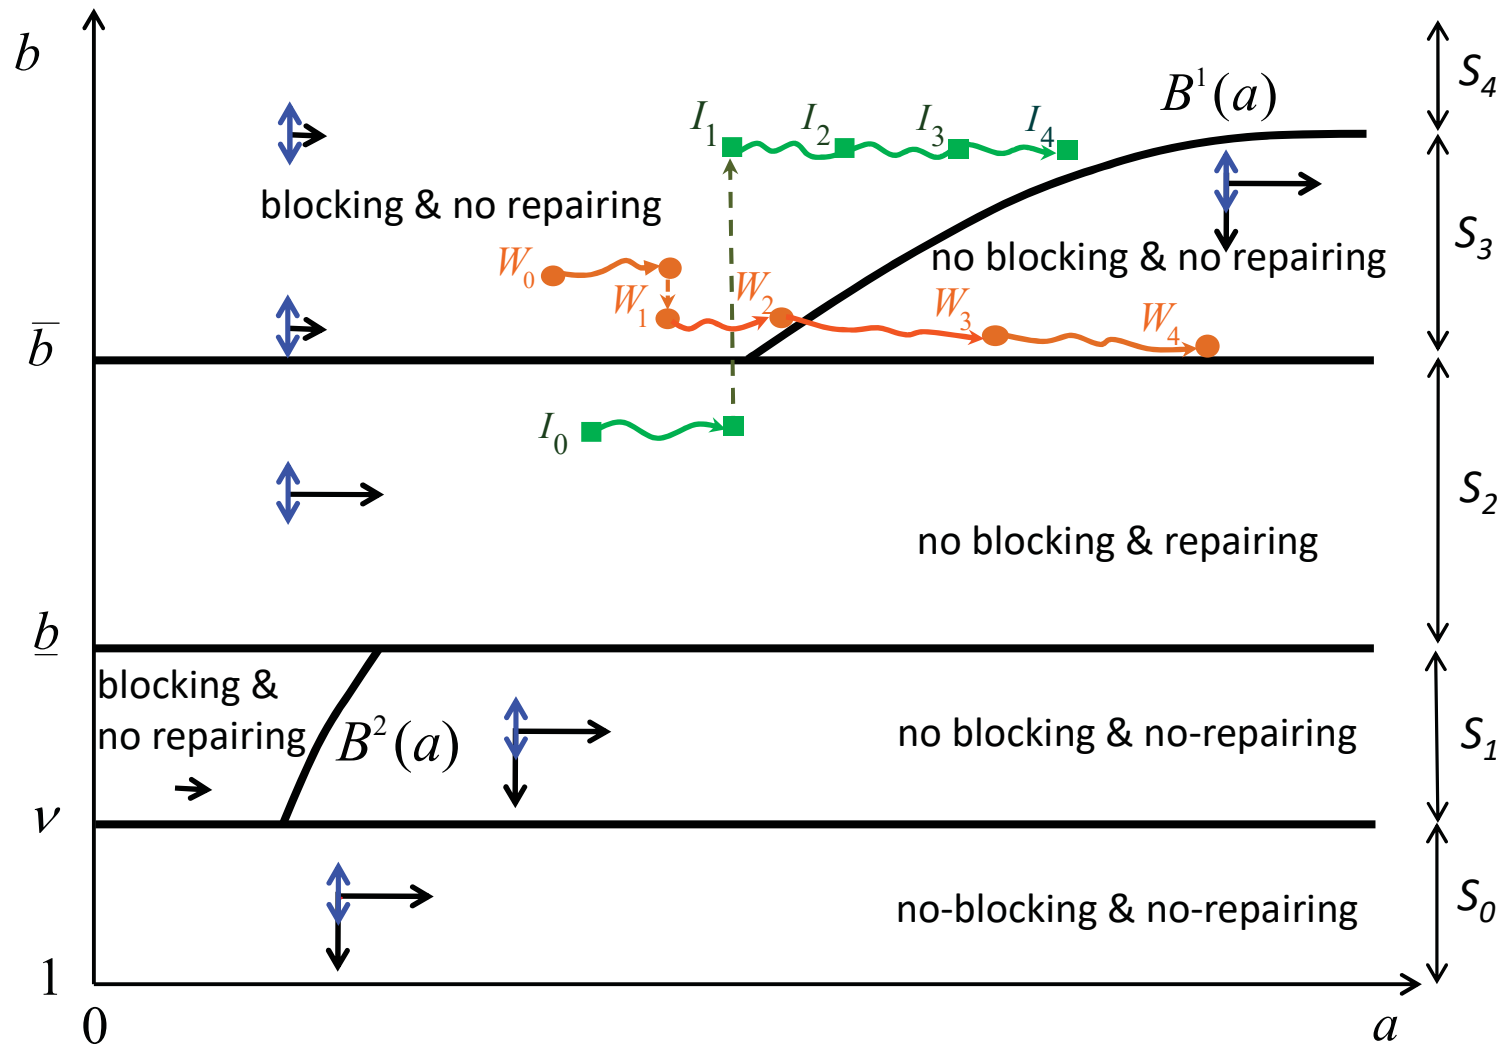 b
S4
B¹(a)
I1
I2
I3
I4
blocking & no repairing
S3
W0
no blocking & no repairing
W1
W2
W3
W4
b̅
I0
S2
no blocking & repairing
b̲
blocking &
no repairing
B²(a)
no blocking & no-repairing
S1
ν
no-blocking & no-repairing
S0
1
0
a